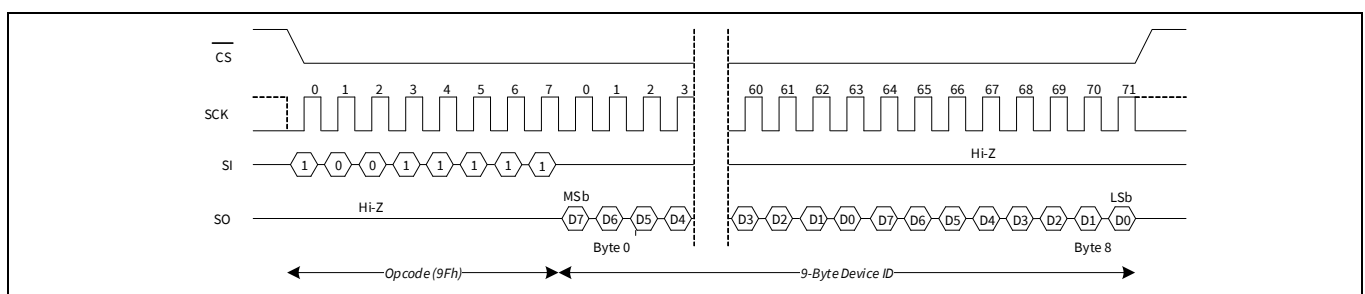 CS
0 1 2 3 4 5 6 7 0 1 2 3 60 61 62 63 64 65 66 67 68 69 70 71
SCK
Hi-Z
SI 1 0 0 1 1 1 1 1
MSb LSb
Hi-Z
SO D7 D6 D5 D4 D3 D2 D1 D0 D7 D6 D5 D4 D3 D2 D1 D0
Byte 0 Byte 8
Opcode (9Fh) 9-Byte Device ID